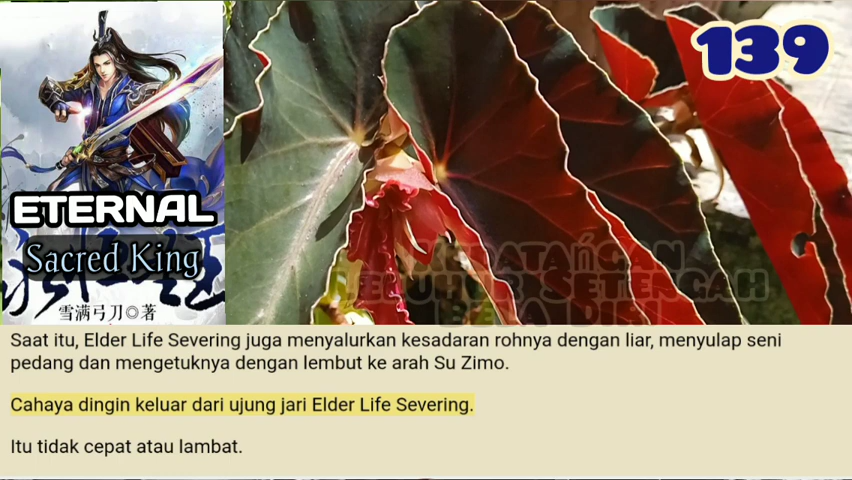 139
ETERNAL
Sacred King
雪满弓刀◎著
Saat itu, Elder Life Severing juga menyalurkan kesadaran rohnya dengan liar, menyulap seni
pedang dan mengetuknya dengan lembut ke arah Su Zimo.
Cahaya dingin keluar dari ujung jari Elder Life Severing.
Itu tidak cepat atau lambat.